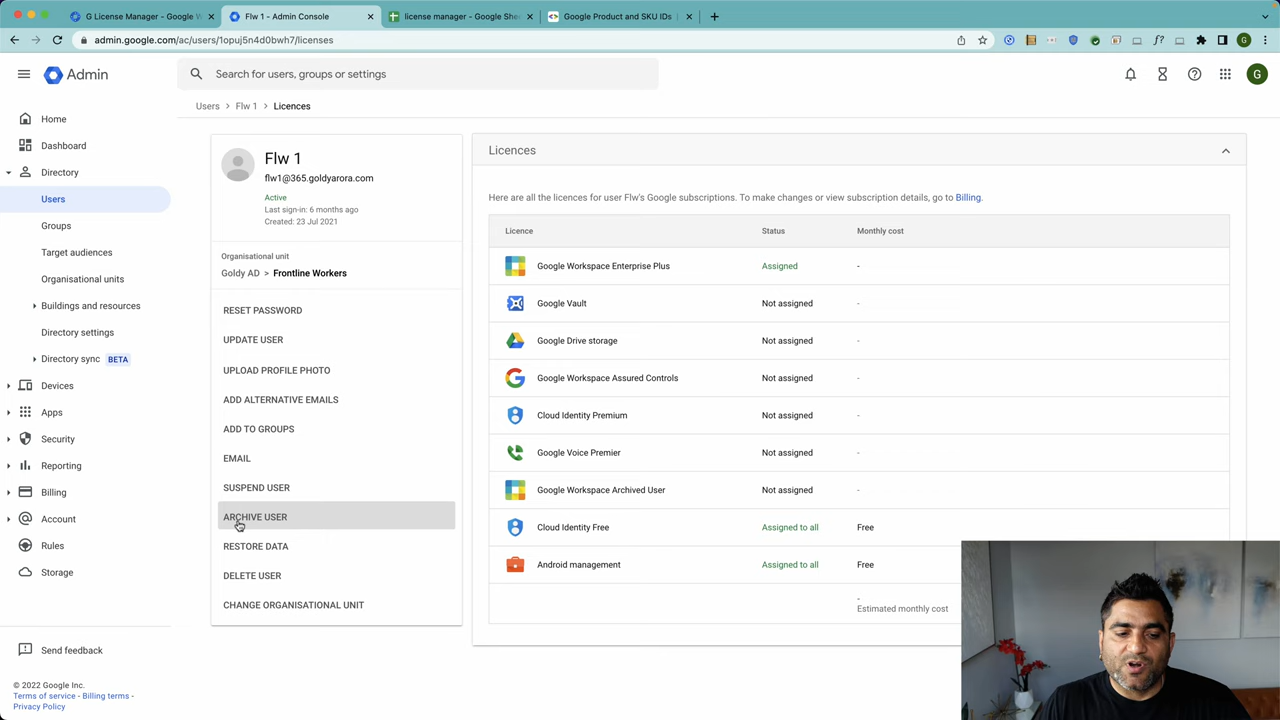 G License Manager - Google W
Flw 1 - Admin Console
license manager - Google She
Google Product and SKU IDs
admin.google.com/ac/users/1opuj5n4d0bwh7/licenses
Admin
Search for users, groups or settings
G
Users > Flw 1 > Licences
Home
Dashboard
Directory
Users
Groups
Target audiences
Organisational units
Buildings and resources
Directory settings
Directory sync BETA
Devices
Apps
Security
Reporting
Billing
Account
Rules
Storage
Send feedback
© 2022 Google Inc.
Terms of service - Billing terms -
Privacy Policy
Flw 1
flw1@365.goldyarora.com
Active
Last sign-in: 6 months ago
Created: 23 Jul 2021
Organisational unit
Goldy AD > Frontline Workers
RESET PASSWORD
UPDATE USER
UPLOAD PROFILE PHOTO
ADD ALTERNATIVE EMAILS
ADD TO GROUPS
EMAIL
SUSPEND USER
ARCHIVE USER
RESTORE DATA
DELETE USER
CHANGE ORGANISATIONAL UNIT
Licences
Here are all the licences for user Flw's Google subscriptions. To make changes or view subscription details, go to Billing.
Licence Status Monthly cost
Google Workspace Enterprise Plus Assigned -
Google Vault Not assigned -
Google Drive storage Not assigned -
Google Workspace Assured Controls Not assigned -
Cloud Identity Premium Not assigned -
Google Voice Premier Not assigned -
Google Workspace Archived User Not assigned -
Cloud Identity Free Assigned to all Free
Android management Assigned to all Free
-
Estimated monthly cost